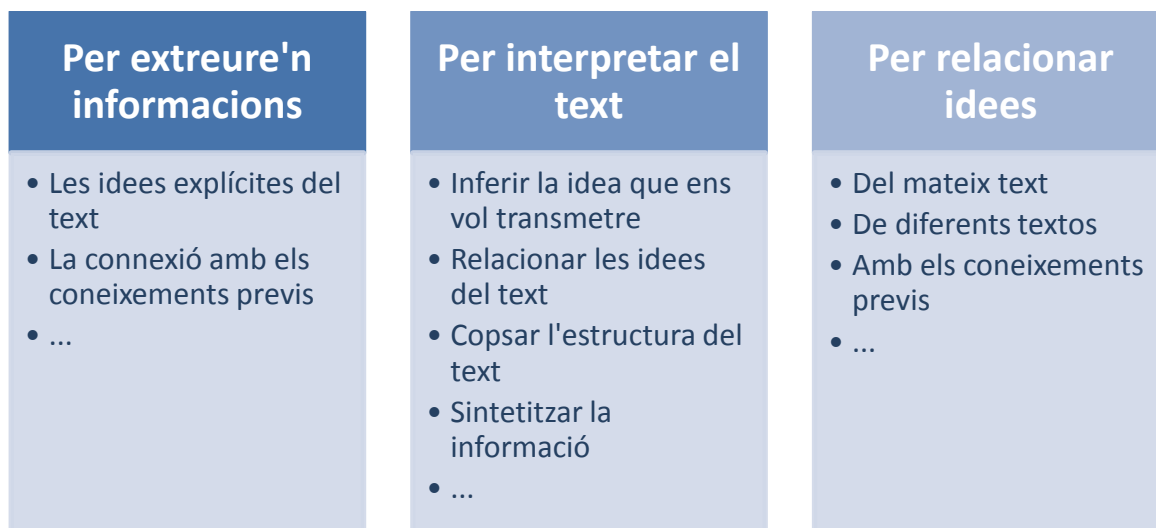 Per extreure'n
informacions
• Les idees explícites del
text
• La connexió amb els
coneixements previs
• ...
Per interpretar el
text
• Inferir la idea que ens
vol transmetre
• Relacionar les idees
del text
• Copsar l'estructura del
text
• Sintetitzar la
informació
• ...
Per relacionar
idees
• Del mateix text
• De diferents textos
• Amb els coneixements
previs
• ...